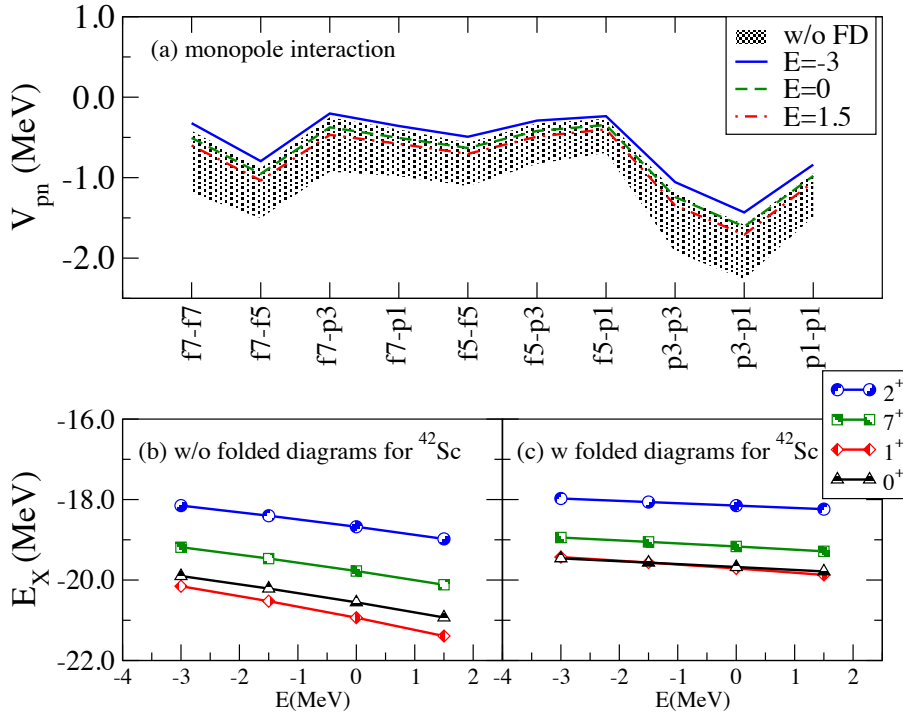 1.0
0.0
-1.0
-2.0
V_pn (MeV)
(a) monopole interaction
w/o FD
E=-3
E=0
E=1.5
f7-f7
f7-f5
f7-p3
f7-p1
f5-f5
f5-p3
f5-p1
p3-p3
p3-p1
p1-p1
2⁺
7⁺
1⁺
0⁺
-16.0
-18.0
-20.0
-22.0
E_X (MeV)
(b) w/o folded diagrams for ⁴²Sc
-4 -3 -2 -1 0 1 2
E(MeV)
(c) w folded diagrams for ⁴²Sc
-4 -3 -2 -1 0 1 2
E(MeV)